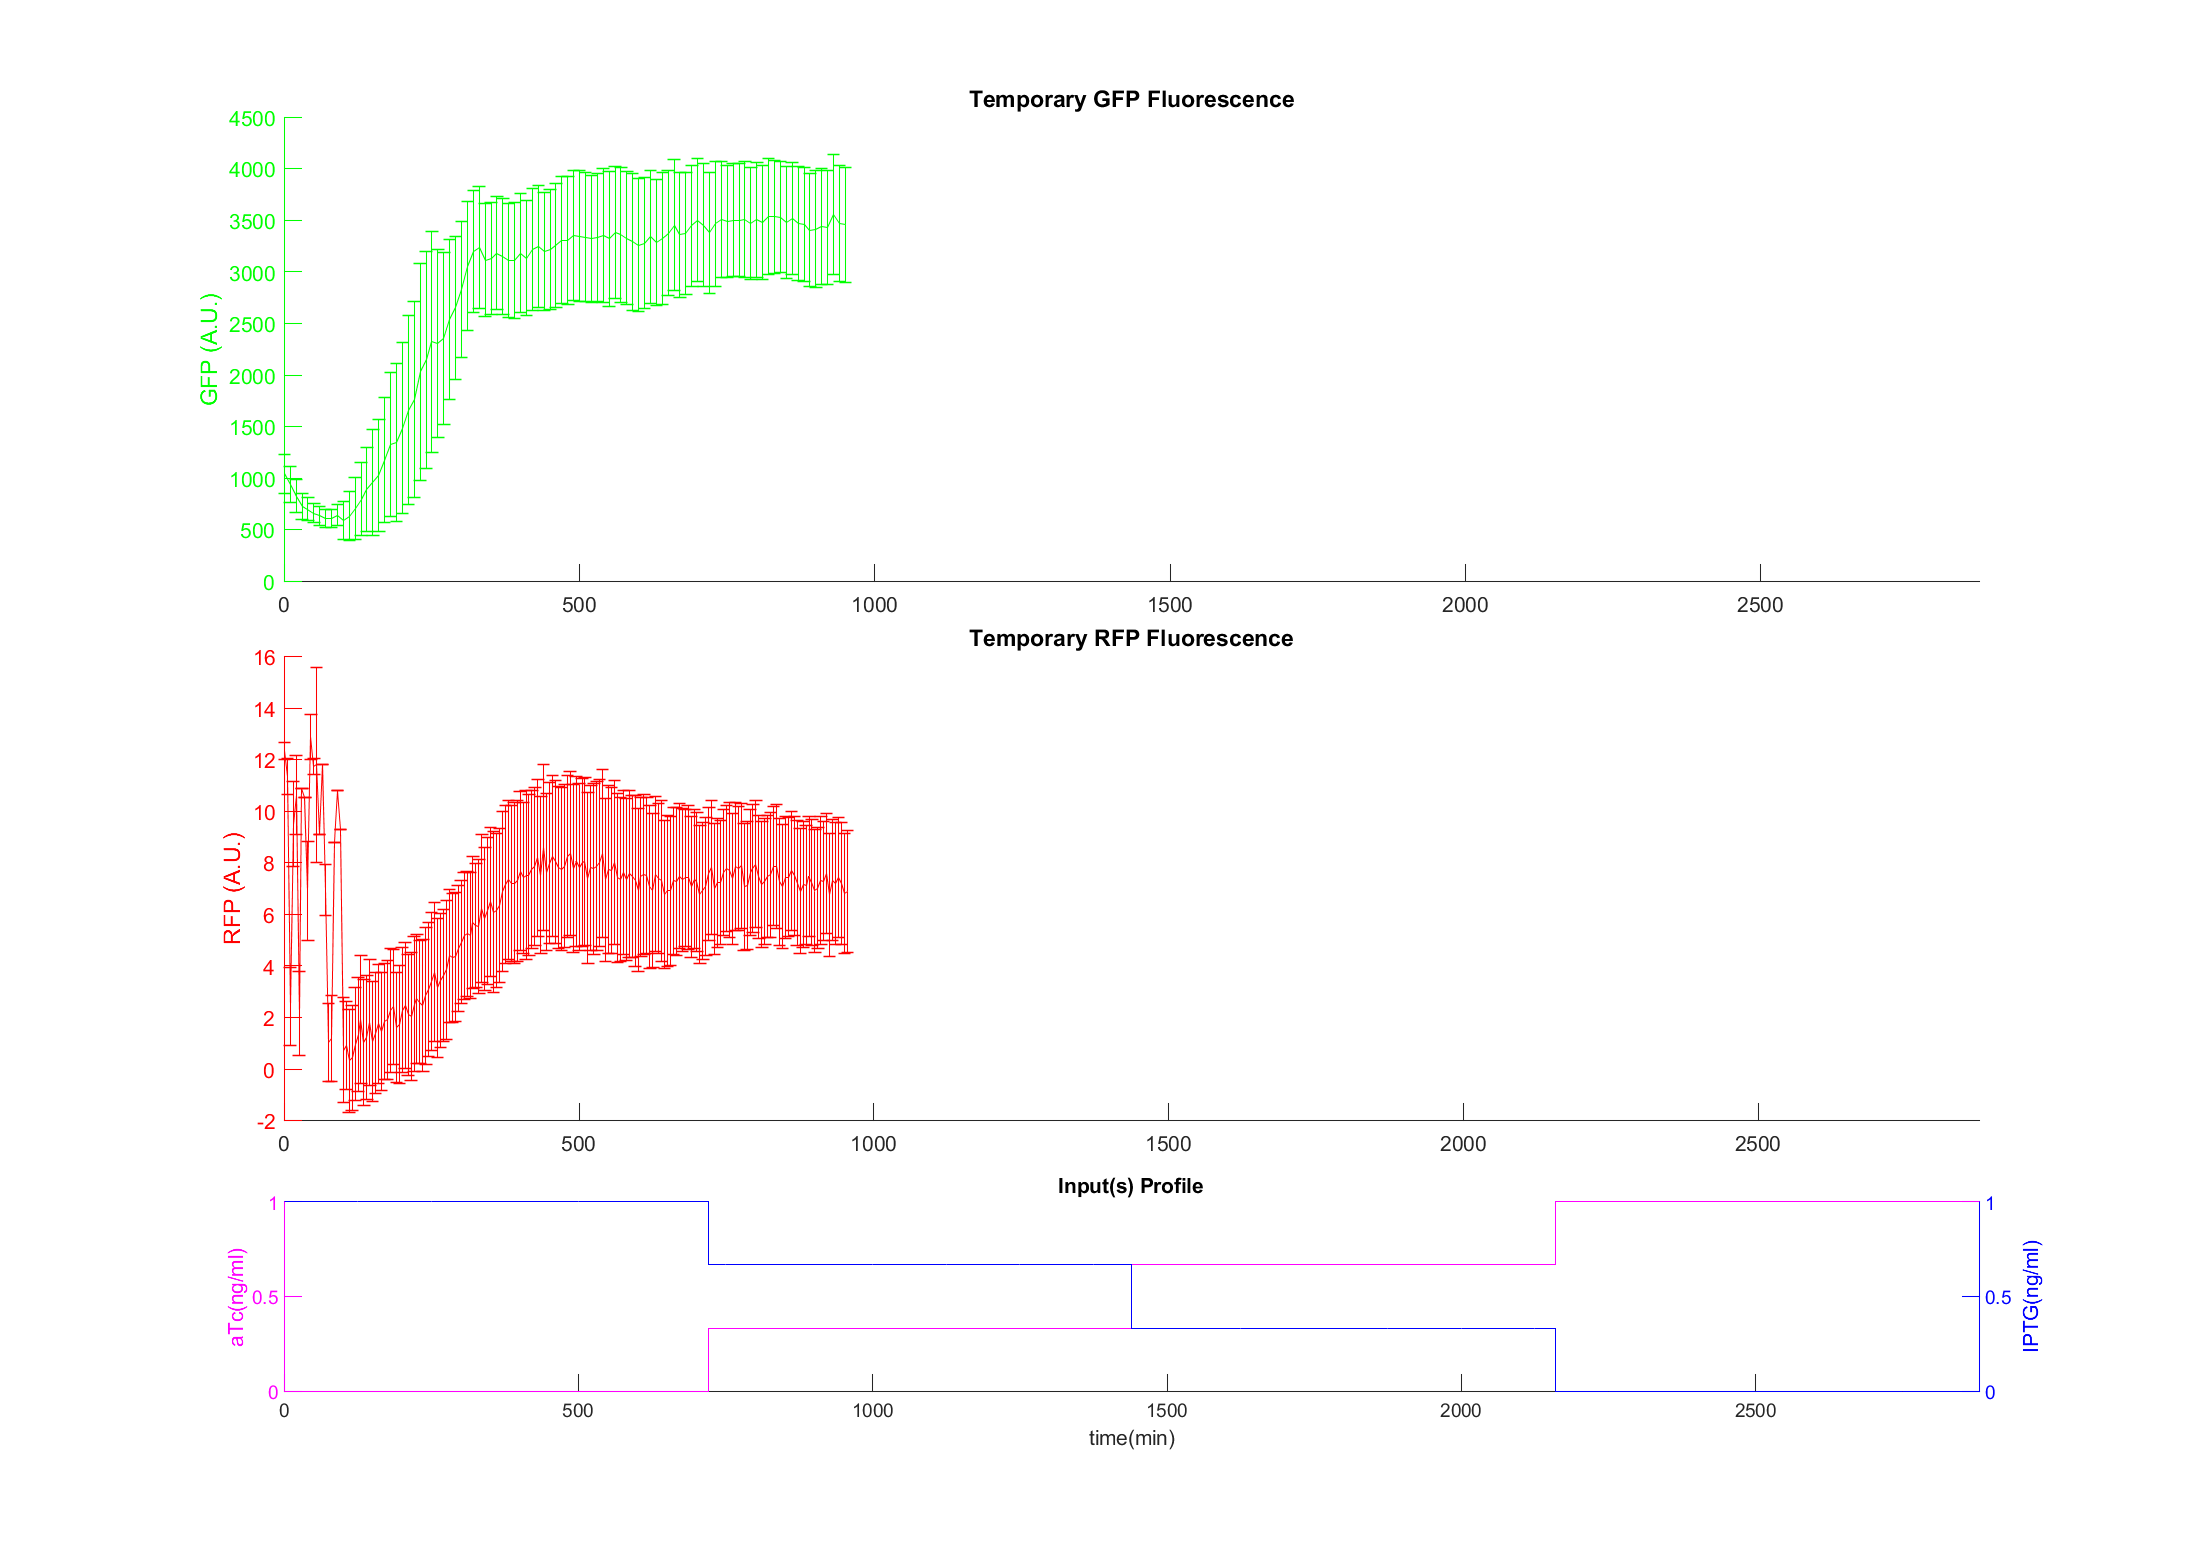 Temporary GFP Fluorescence
4500
4000
3500
3000
2500
2000
1500
1000
500
0
GFP (A.U.)
0 500 1000 1500 2000 2500
Temporary RFP Fluorescence
16
14
12
10
8
6
4
2
0
-2
RFP (A.U.)
0 500 1000 1500 2000 2500
Input(s) Profile
1
0.5
0
aTc(ng/ml)
1
0.5
0
IPTG(ng/ml)
0 500 1000 1500 2000 2500
time(min)